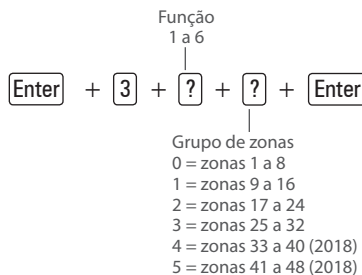 Função
1 a 6
Enter + 3 + ? + ? + Enter
Grupo de zonas
0 = zonas 1 a 8
1 = zonas 9 a 16
2 = zonas 17 a 24
3 = zonas 25 a 32
4 = zonas 33 a 40 (2018)
5 = zonas 41 a 48 (2018)